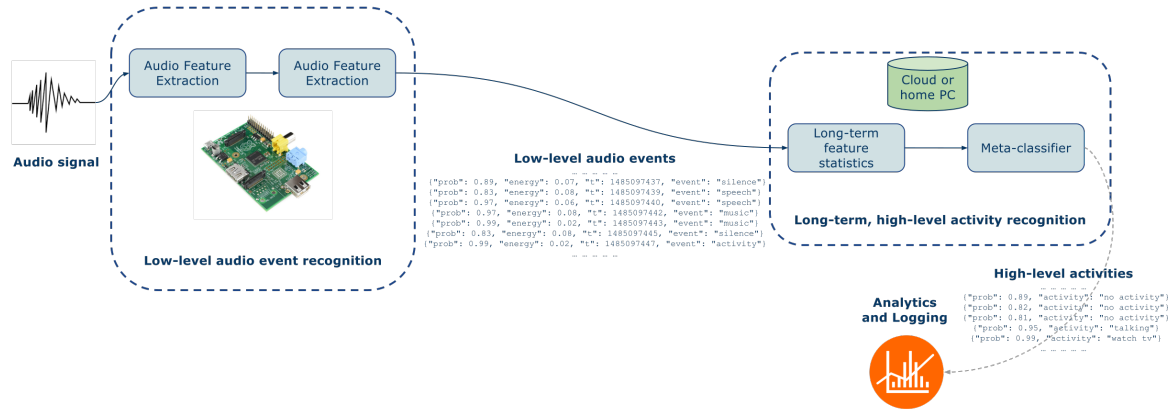 Audio signal
Audio Feature
Extraction
Audio Feature
Extraction
Low-level audio event recognition
Low-level audio events
… … … … …
{"prob": 0.89, "energy": 0.07, "t": 1485097437, "event": "silence"}
{"prob": 0.83, "energy": 0.08, "t": 1485097439, "event": "speech"}
{"prob": 0.97, "energy": 0.06, "t": 1485097440, "event": "speech"}
{"prob": 0.97, "energy": 0.08, "t": 1485097442, "event": "music"}
{"prob": 0.99, "energy": 0.02, "t": 1485097443, "event": "music"}
{"prob": 0.83, "energy": 0.08, "t": 1485097445, "event": "silence"}
{"prob": 0.99, "energy": 0.02, "t": 1485097447, "event": "activity"}
… … … … …
Cloud or
home PC
Long-term
feature
statistics
Meta-classifier
Long-term, high-level activity recognition
High-level activities
… … … … …
{"prob": 0.89, "activity": "no activity"}
{"prob": 0.82, "activity": "no activity"}
{"prob": 0.81, "activity": "no activity"}
{"prob": 0.95, "activity": "talking"}
{"prob": 0.99, "activity": "watch tv"}
… … … … …
Analytics
and Logging